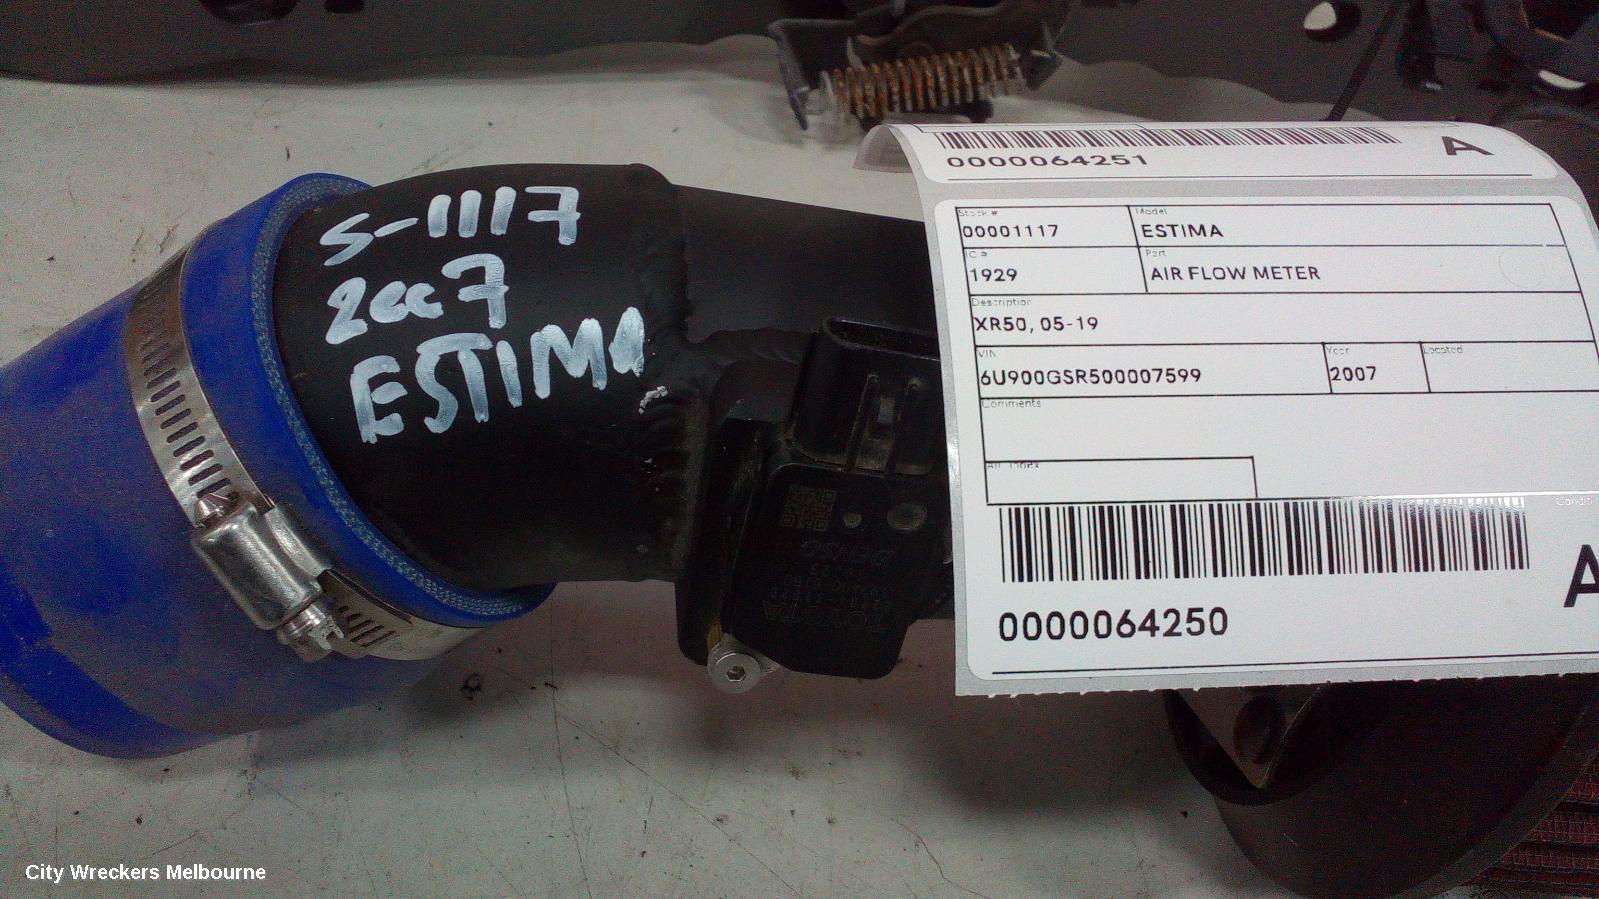 S-1117
2007
ESTIMA
0000064251
A
Stock #
00001117
Model
ESTIMA
IC #
1929
Part
AIR FLOW METER
Description
XR50, 05-19
VIN
6U900GSR500007599
Year
2007
Located
Comments
0000064250
A
DENSO
TOYOTA
City Wreckers Melbourne